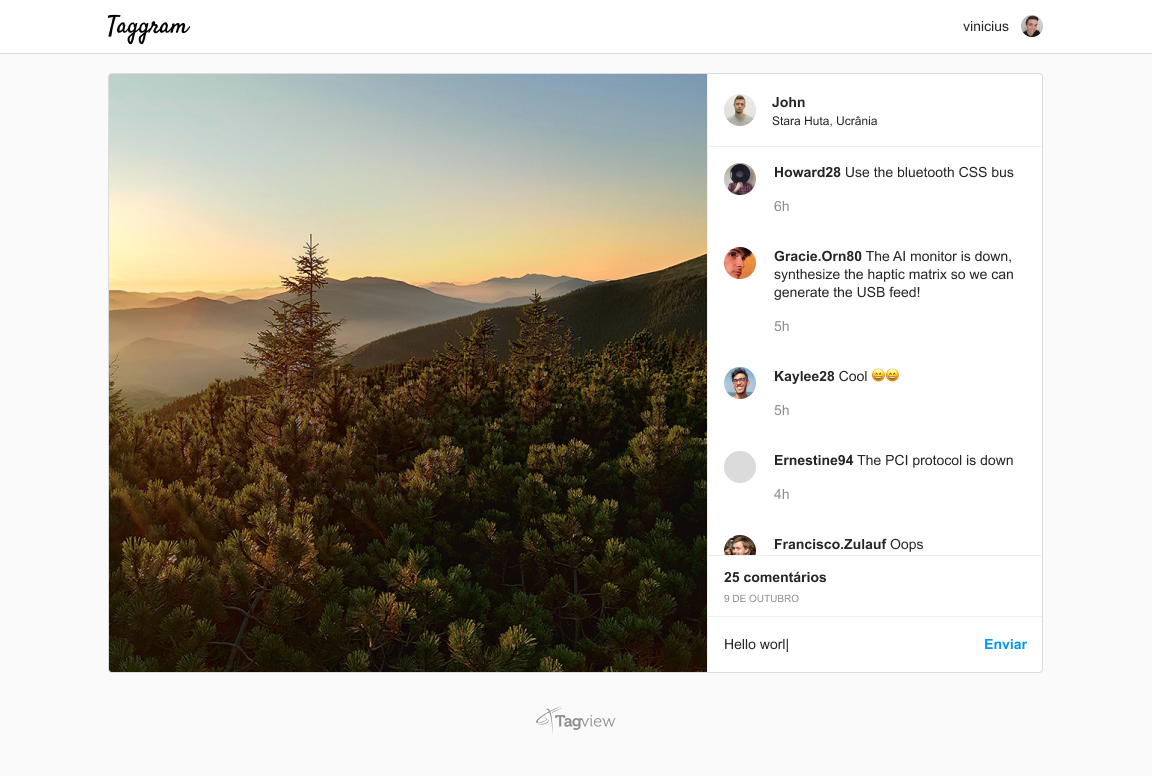 Taggram
vinicius
John
Stara Huta, Ucrânia
Howard28 Use the bluetooth CSS bus
6h
Gracie.Orn80 The AI monitor is down,
synthesize the haptic matrix so we can
generate the USB feed!
5h
Kaylee28 Cool 😄😄
5h
Ernestine94 The PCI protocol is down
4h
Francisco.Zulauf Oops
25 comentários
9 DE OUTUBRO
Hello worl
Enviar
Tagview